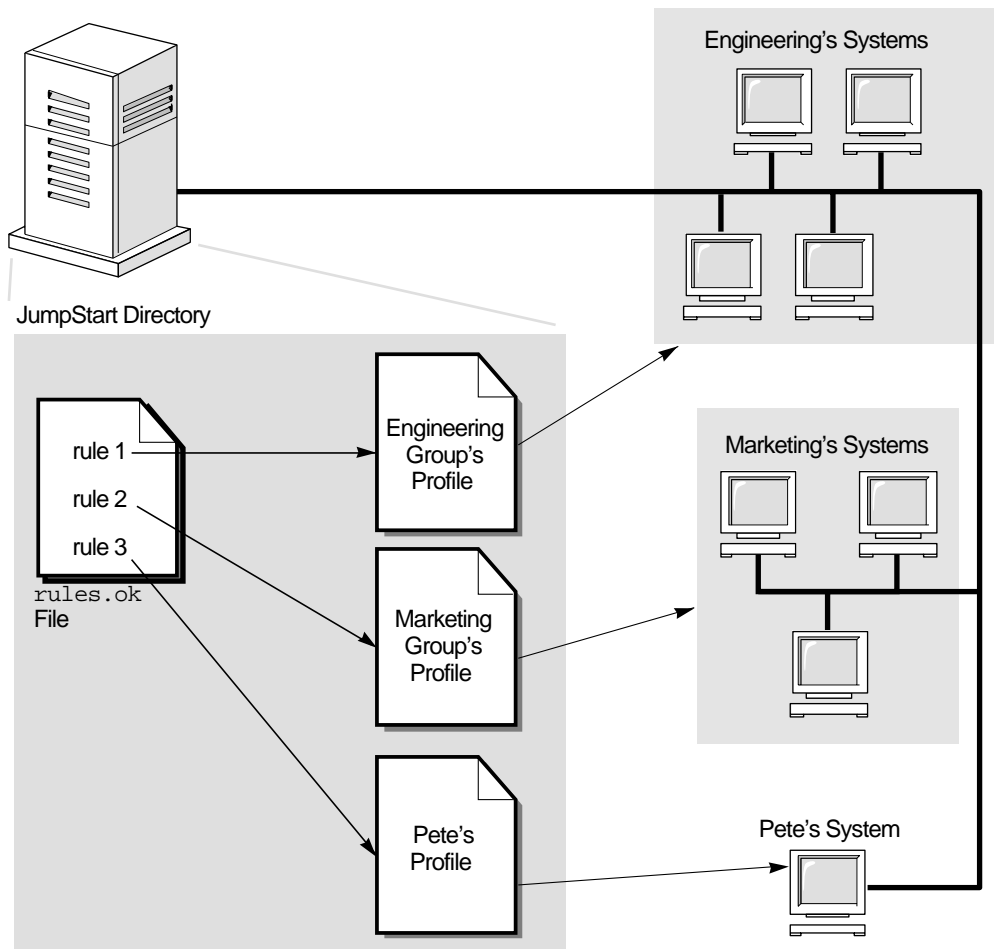 Engineering's Systems
JumpStart Directory
rule 1
rule 2
rule 3
rules.ok
File
Engineering
Group's
Profile
Marketing
Group's
Profile
Pete's
Profile
Marketing's Systems
Pete's System